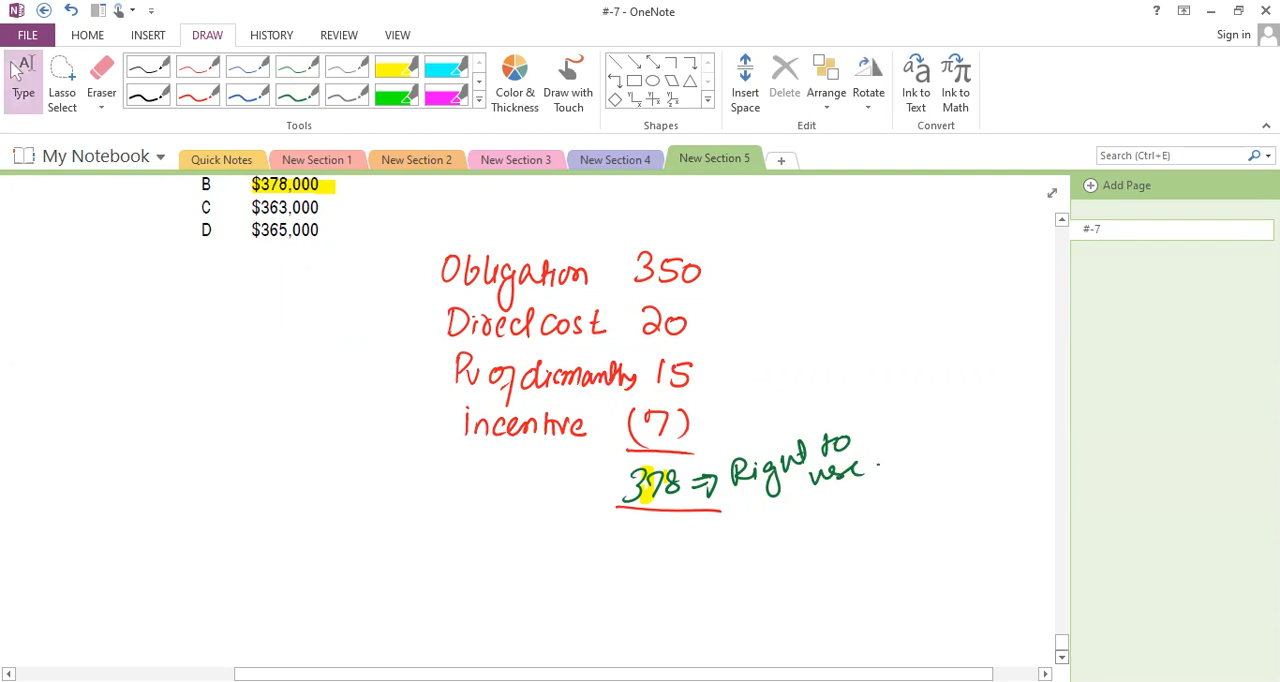 #-7 - OneNote
?
Sign in
FILE HOME INSERT DRAW HISTORY REVIEW VIEW
Type
Lasso Select
Eraser
Color & Thickness
Draw with Touch
Insert Space
Delete
Arrange
Rotate
Ink to Text
Ink to Math
Tools
Shapes
Edit
Convert
My Notebook
Quick Notes
New Section 1
New Section 2
New Section 3
New Section 4
New Section 5
Search (Ctrl+E)
Add Page
#-7
B $378,000
C $363,000
D $365,000
Obligation 350
Direct Cost 20
Pv of dismantling 15
incentive (7)
378 ⇒ Right to
use